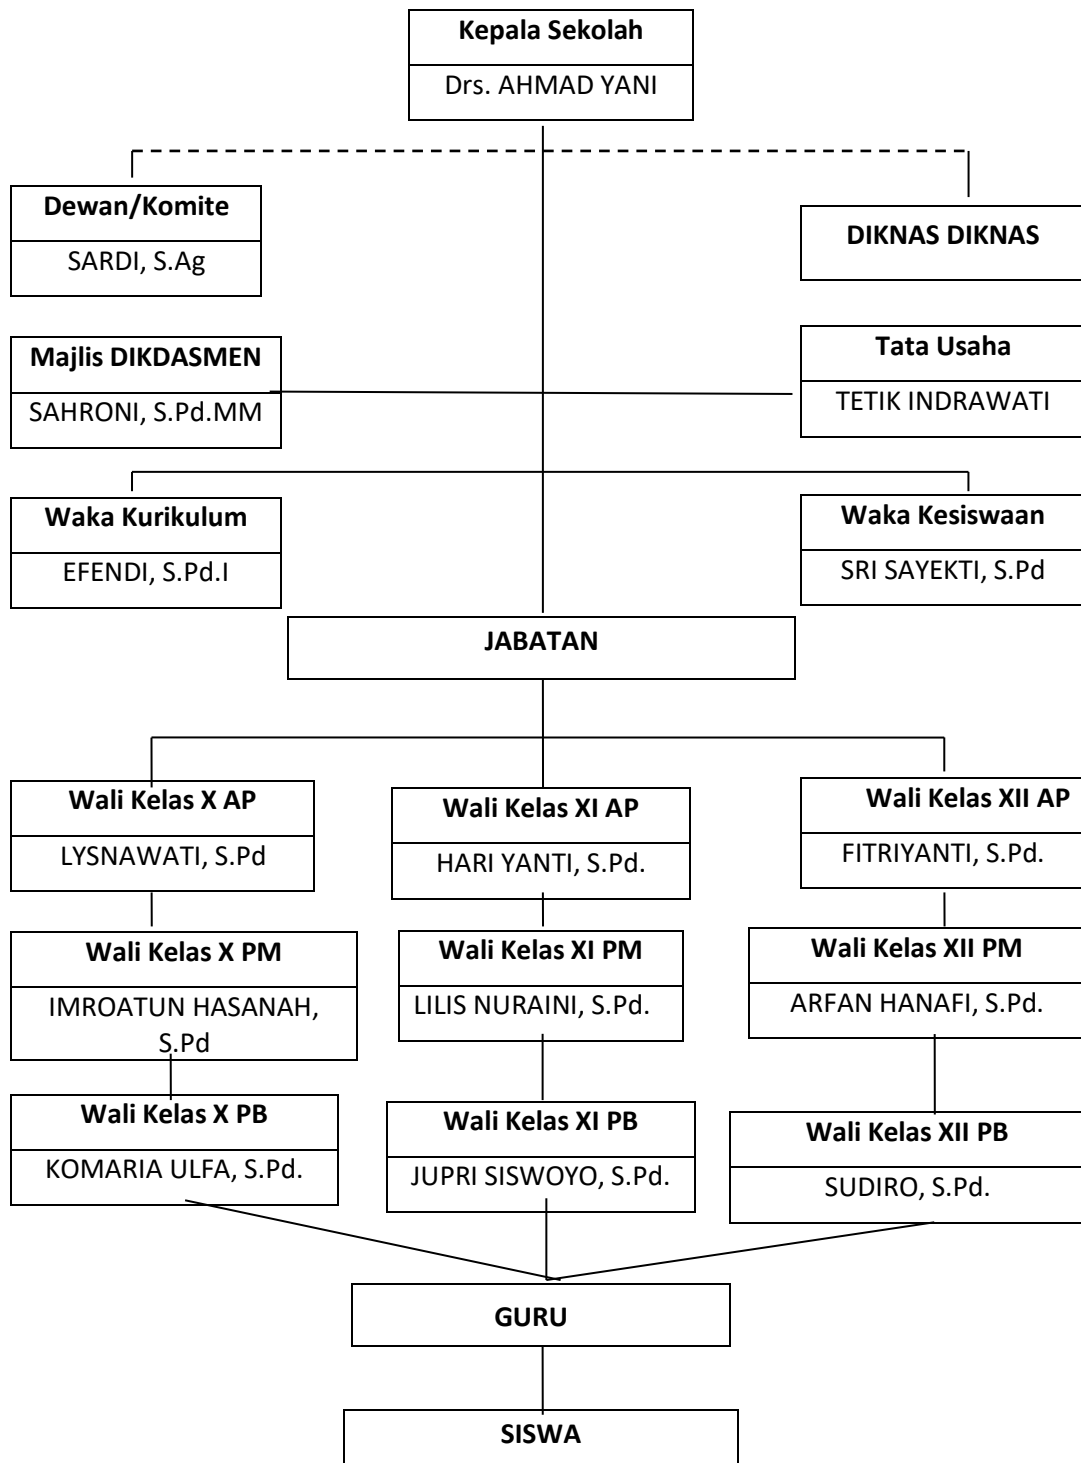 Kepala Sekolah
Drs. AHMAD YANI
Dewan/Komite
SARDI, S.Ag
DIKNAS DIKNAS
Majlis DIKDASMEN
SAHRONI, S.Pd.MM
Tata Usaha
TETIK INDRAWATI
Waka Kurikulum
EFENDI, S.Pd.I
Waka Kesiswaan
SRI SAYEKTI, S.Pd
JABATAN
Wali Kelas X AP
LYSNAWATI, S.Pd
Wali Kelas XI AP
HARI YANTI, S.Pd.
Wali Kelas XII AP
FITRIYANTI, S.Pd.
Wali Kelas X PM
IMROATUN HASANAH,
S.Pd
Wali Kelas XI PM
LILIS NURAINI, S.Pd.
Wali Kelas XII PM
ARFAN HANAFI, S.Pd.
Wali Kelas X PB
KOMARIA ULFA, S.Pd.
Wali Kelas XI PB
JUPRI SISWOYO, S.Pd.
Wali Kelas XII PB
SUDIRO, S.Pd.
GURU
SISWA